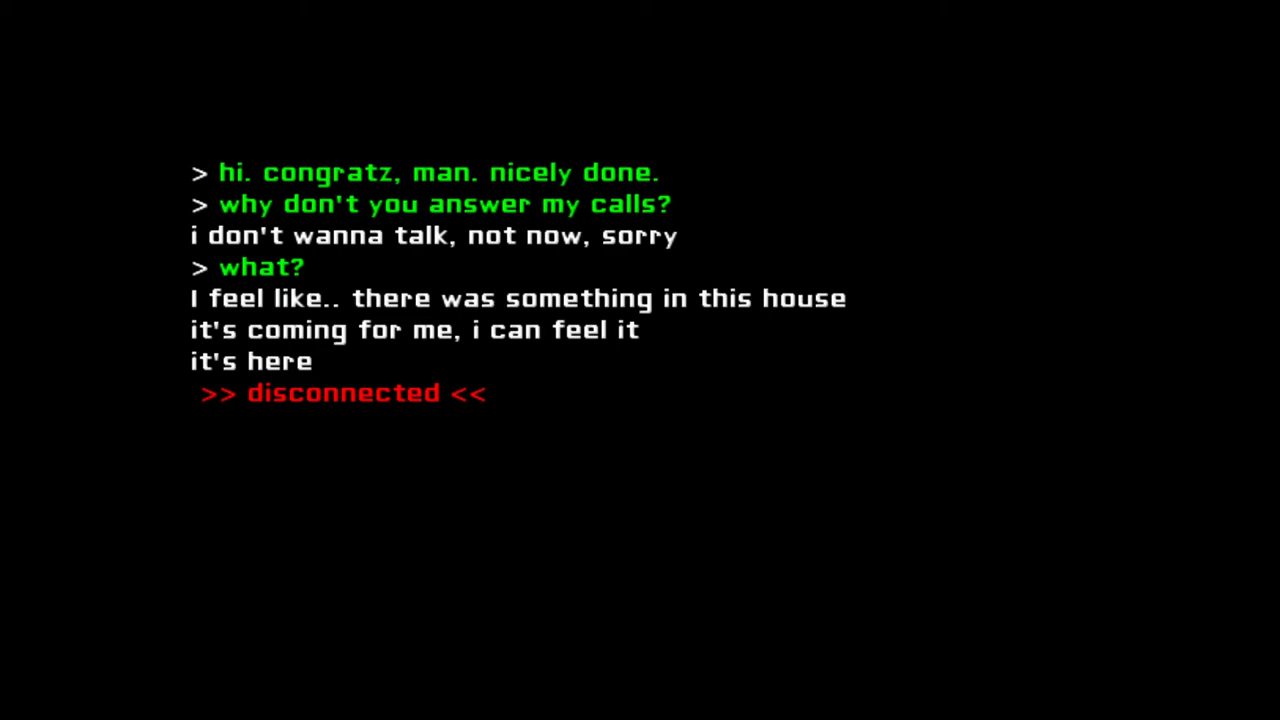 > hi. congratz, man. nicely done.
> why don't you answer my calls?
i don't wanna talk, not now, sorry
> what?
I feel like.. there was something in this house
it's coming for me, i can feel it
it's here
>> disconnected <<